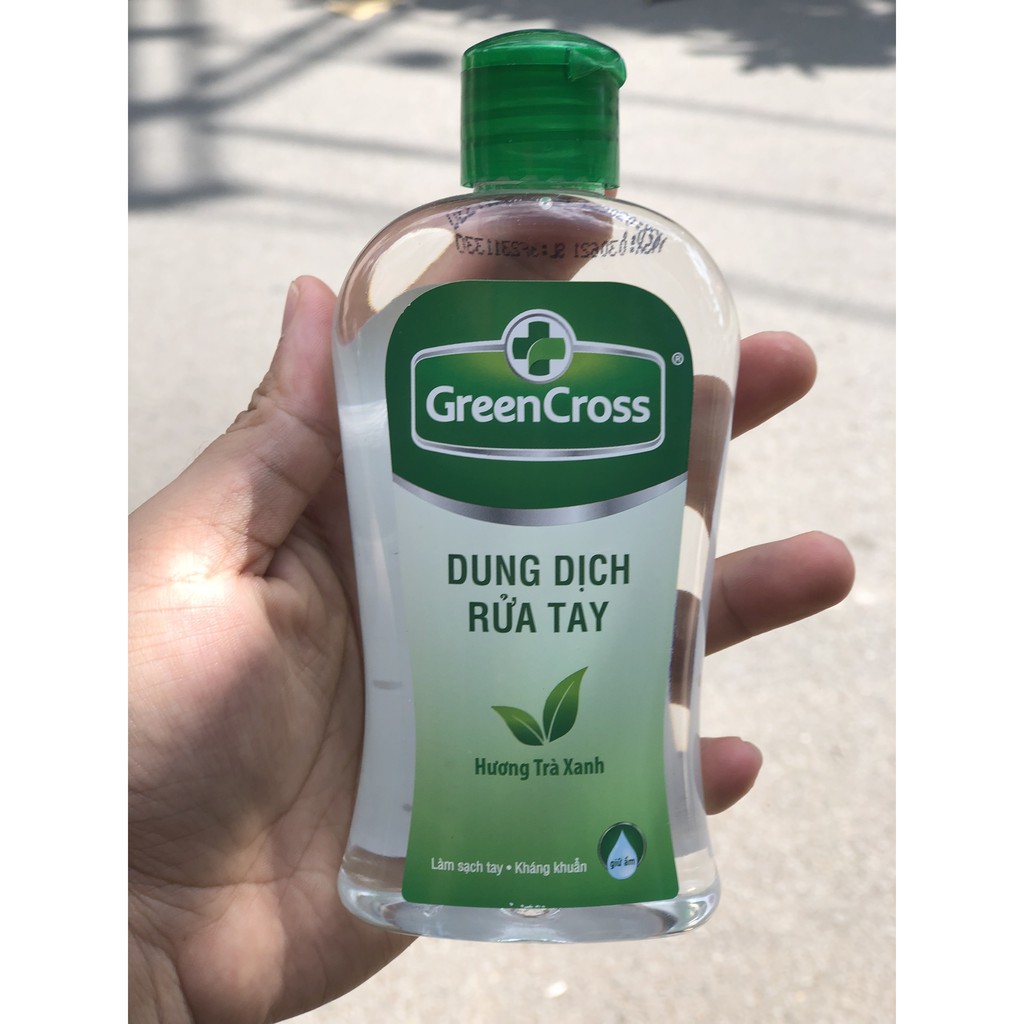 GreenCross
®
DUNG DỊCH
RỬA TAY
Hương Trà Xanh
Làm sạch tay • Kháng khuẩn
giữ ẩm